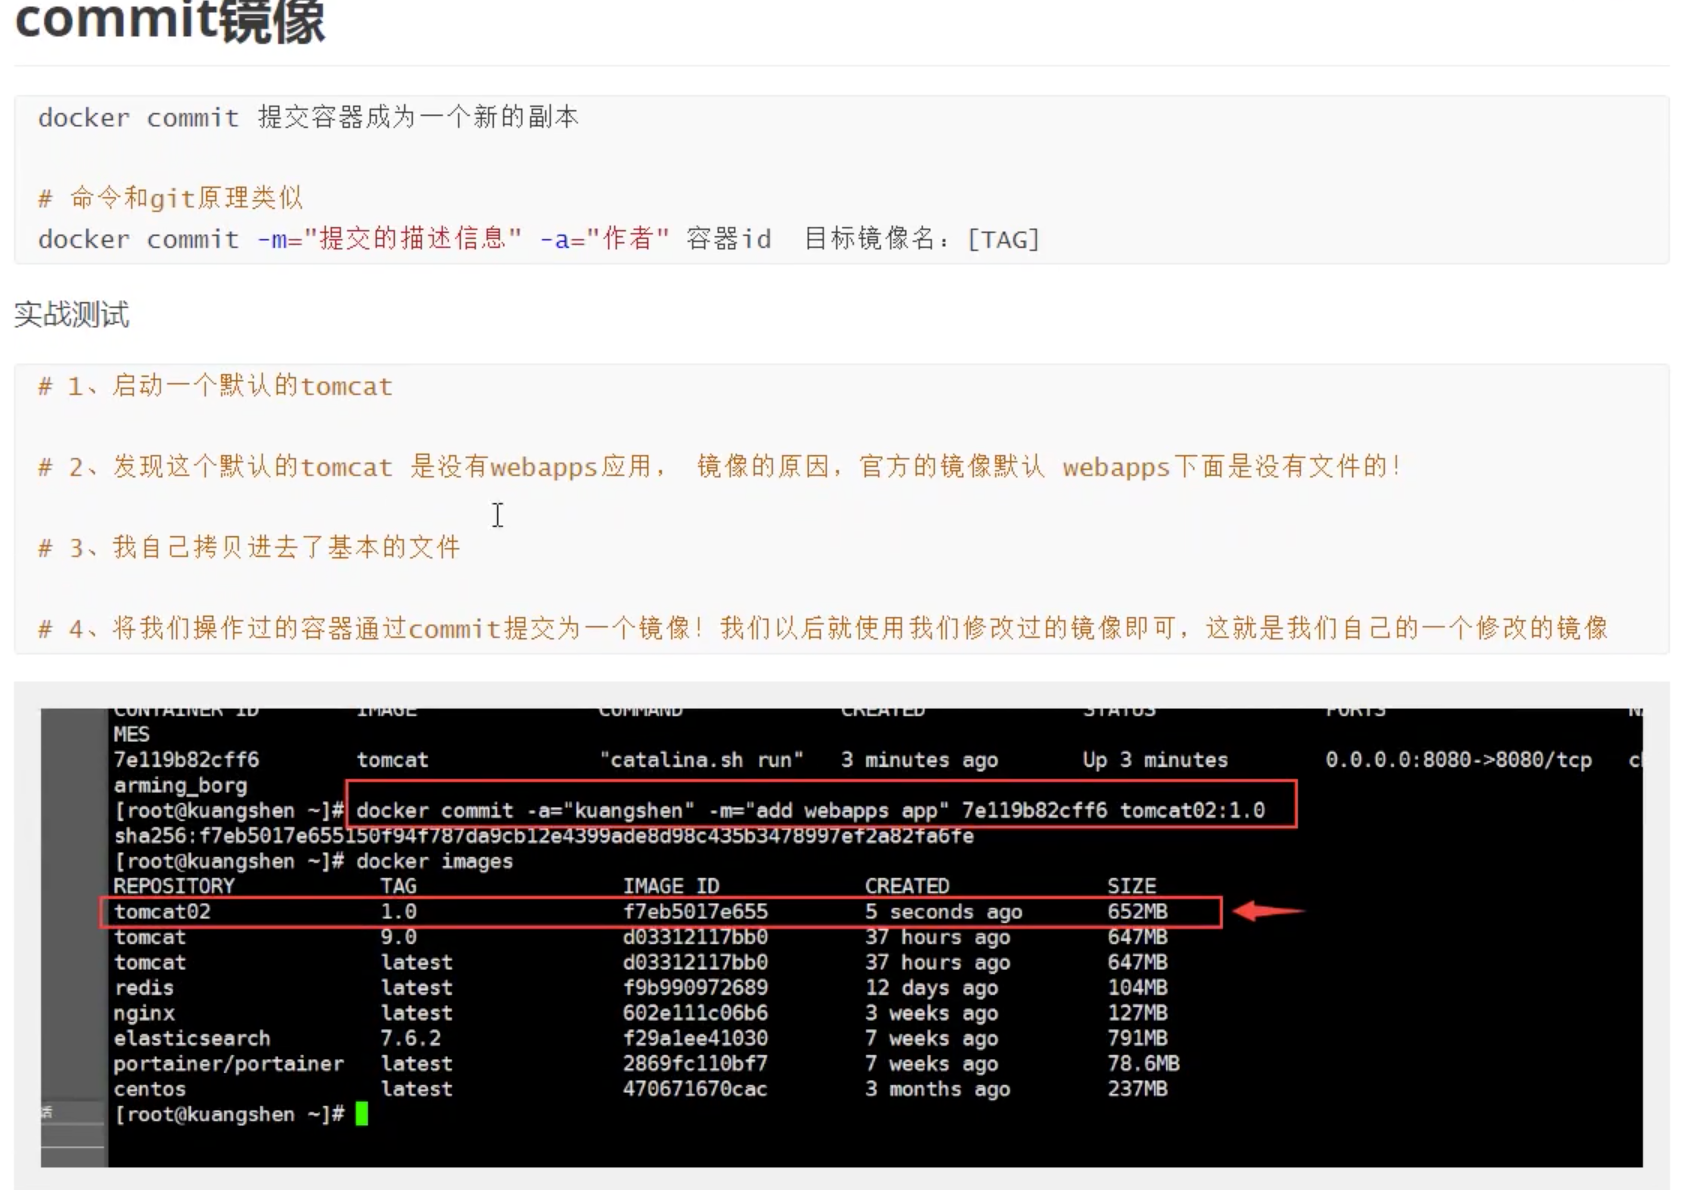 commit镜像
docker commit 提交容器成为一个新的副本
# 命令和git原理类似
docker commit -m="提交的描述信息" -a="作者" 容器id 目标镜像名：[TAG]
实战测试
# 1、启动一个默认的tomcat
# 2、发现这个默认的tomcat 是没有webapps应用， 镜像的原因，官方的镜像默认 webapps下面是没有文件的！
# 3、我自己拷贝进去了基本的文件
# 4、将我们操作过的容器通过commit提交为一个镜像！我们以后就使用我们修改过的镜像即可，这就是我们自己的一个修改的镜像
CONTAINER ID IMAGE COMMAND CREATED STATUS PORTS
MES
7e119b82cff6 tomcat "catalina.sh run" 3 minutes ago Up 3 minutes 0.0.0.0:8080->8080/tcp
arming_borg
[root@kuangshen ~]# docker commit -a="kuangshen" -m="add webapps app" 7e119b82cff6 tomcat02:1.0
sha256:f7eb5017e655150f94f787da9cb12e4399ade8d98c435b3478997ef2a82fa6fe
[root@kuangshen ~]# docker images
REPOSITORY TAG IMAGE ID CREATED SIZE
tomcat02 1.0 f7eb5017e655 5 seconds ago 652MB
tomcat 9.0 d03312117bb0 37 hours ago 647MB
tomcat latest d03312117bb0 37 hours ago 647MB
redis latest f9b990972689 12 days ago 104MB
nginx latest 602e111c06b6 3 weeks ago 127MB
elasticsearch 7.6.2 f29a1ee41030 7 weeks ago 791MB
portainer/portainer latest 2869fc110bf7 7 weeks ago 78.6MB
centos latest 470671670cac 3 months ago 237MB
[root@kuangshen ~]#